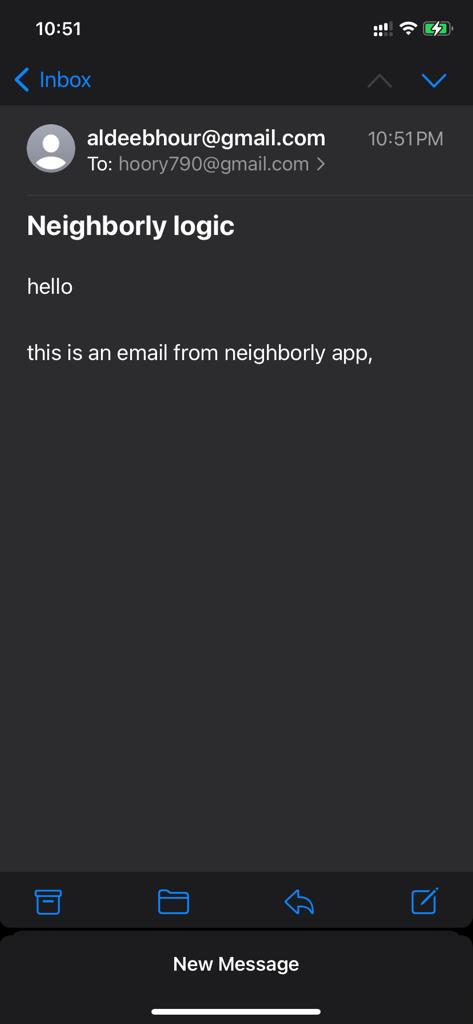 10:51
Inbox
aldeebhour@gmail.com 10:51 PM
To: hoory790@gmail.com
Neighborly logic
hello
this is an email from neighborly app,
New Message